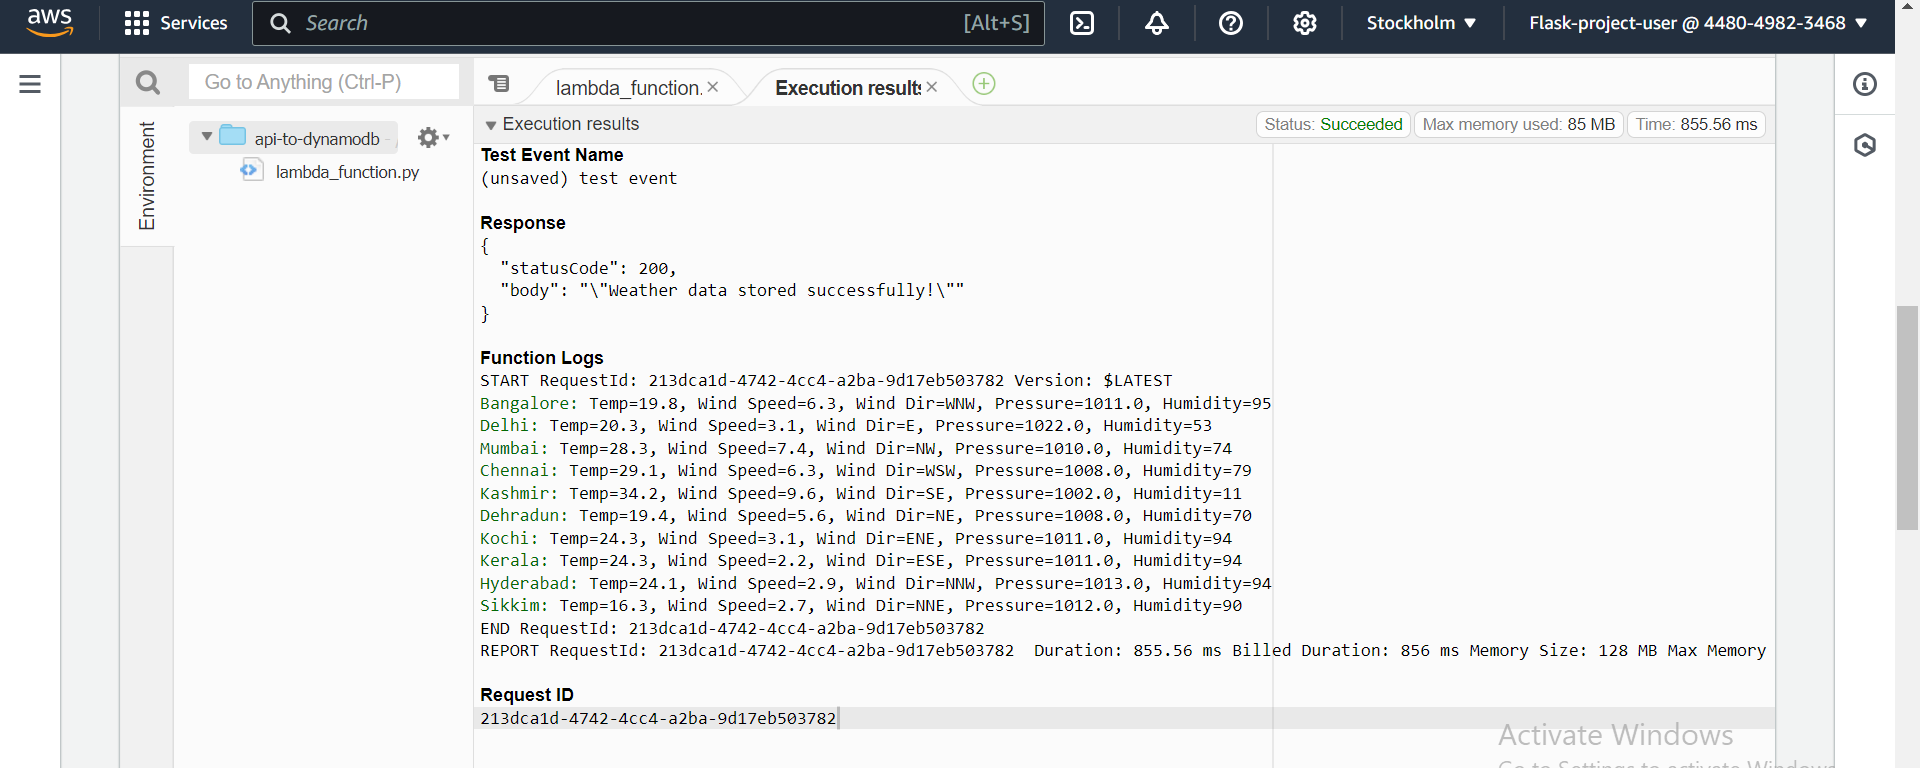 aws Services Search [Alt+S] Stockholm Flask-project-user @ 4480-4982-3468
Go to Anything (Ctrl-P)
lambda_function.
Execution results
Environment
api-to-dynamodb
lambda_function.py
Execution results Status: Succeeded Max memory used: 85 MB Time: 855.56 ms
Test Event Name
(unsaved) test event
Response
{
"statusCode": 200,
"body": "\"Weather data stored successfully!\""
}
Function Logs
START RequestId: 213dca1d-4742-4cc4-a2ba-9d17eb503782 Version: $LATEST
Bangalore: Temp=19.8, Wind Speed=6.3, Wind Dir=WNW, Pressure=1011.0, Humidity=95
Delhi: Temp=20.3, Wind Speed=3.1, Wind Dir=E, Pressure=1022.0, Humidity=53
Mumbai: Temp=28.3, Wind Speed=7.4, Wind Dir=NW, Pressure=1010.0, Humidity=74
Chennai: Temp=29.1, Wind Speed=6.3, Wind Dir=WSW, Pressure=1008.0, Humidity=79
Kashmir: Temp=34.2, Wind Speed=9.6, Wind Dir=SE, Pressure=1002.0, Humidity=11
Dehradun: Temp=19.4, Wind Speed=5.6, Wind Dir=NE, Pressure=1008.0, Humidity=70
Kochi: Temp=24.3, Wind Speed=3.1, Wind Dir=ENE, Pressure=1011.0, Humidity=94
Kerala: Temp=24.3, Wind Speed=2.2, Wind Dir=ESE, Pressure=1011.0, Humidity=94
Hyderabad: Temp=24.1, Wind Speed=2.9, Wind Dir=NNW, Pressure=1013.0, Humidity=94
Sikkim: Temp=16.3, Wind Speed=2.7, Wind Dir=NNE, Pressure=1012.0, Humidity=90
END RequestId: 213dca1d-4742-4cc4-a2ba-9d17eb503782
REPORT RequestId: 213dca1d-4742-4cc4-a2ba-9d17eb503782 Duration: 855.56 ms Billed Duration: 856 ms Memory Size: 128 MB Max Memory
Request ID
213dca1d-4742-4cc4-a2ba-9d17eb503782
Activate Windows